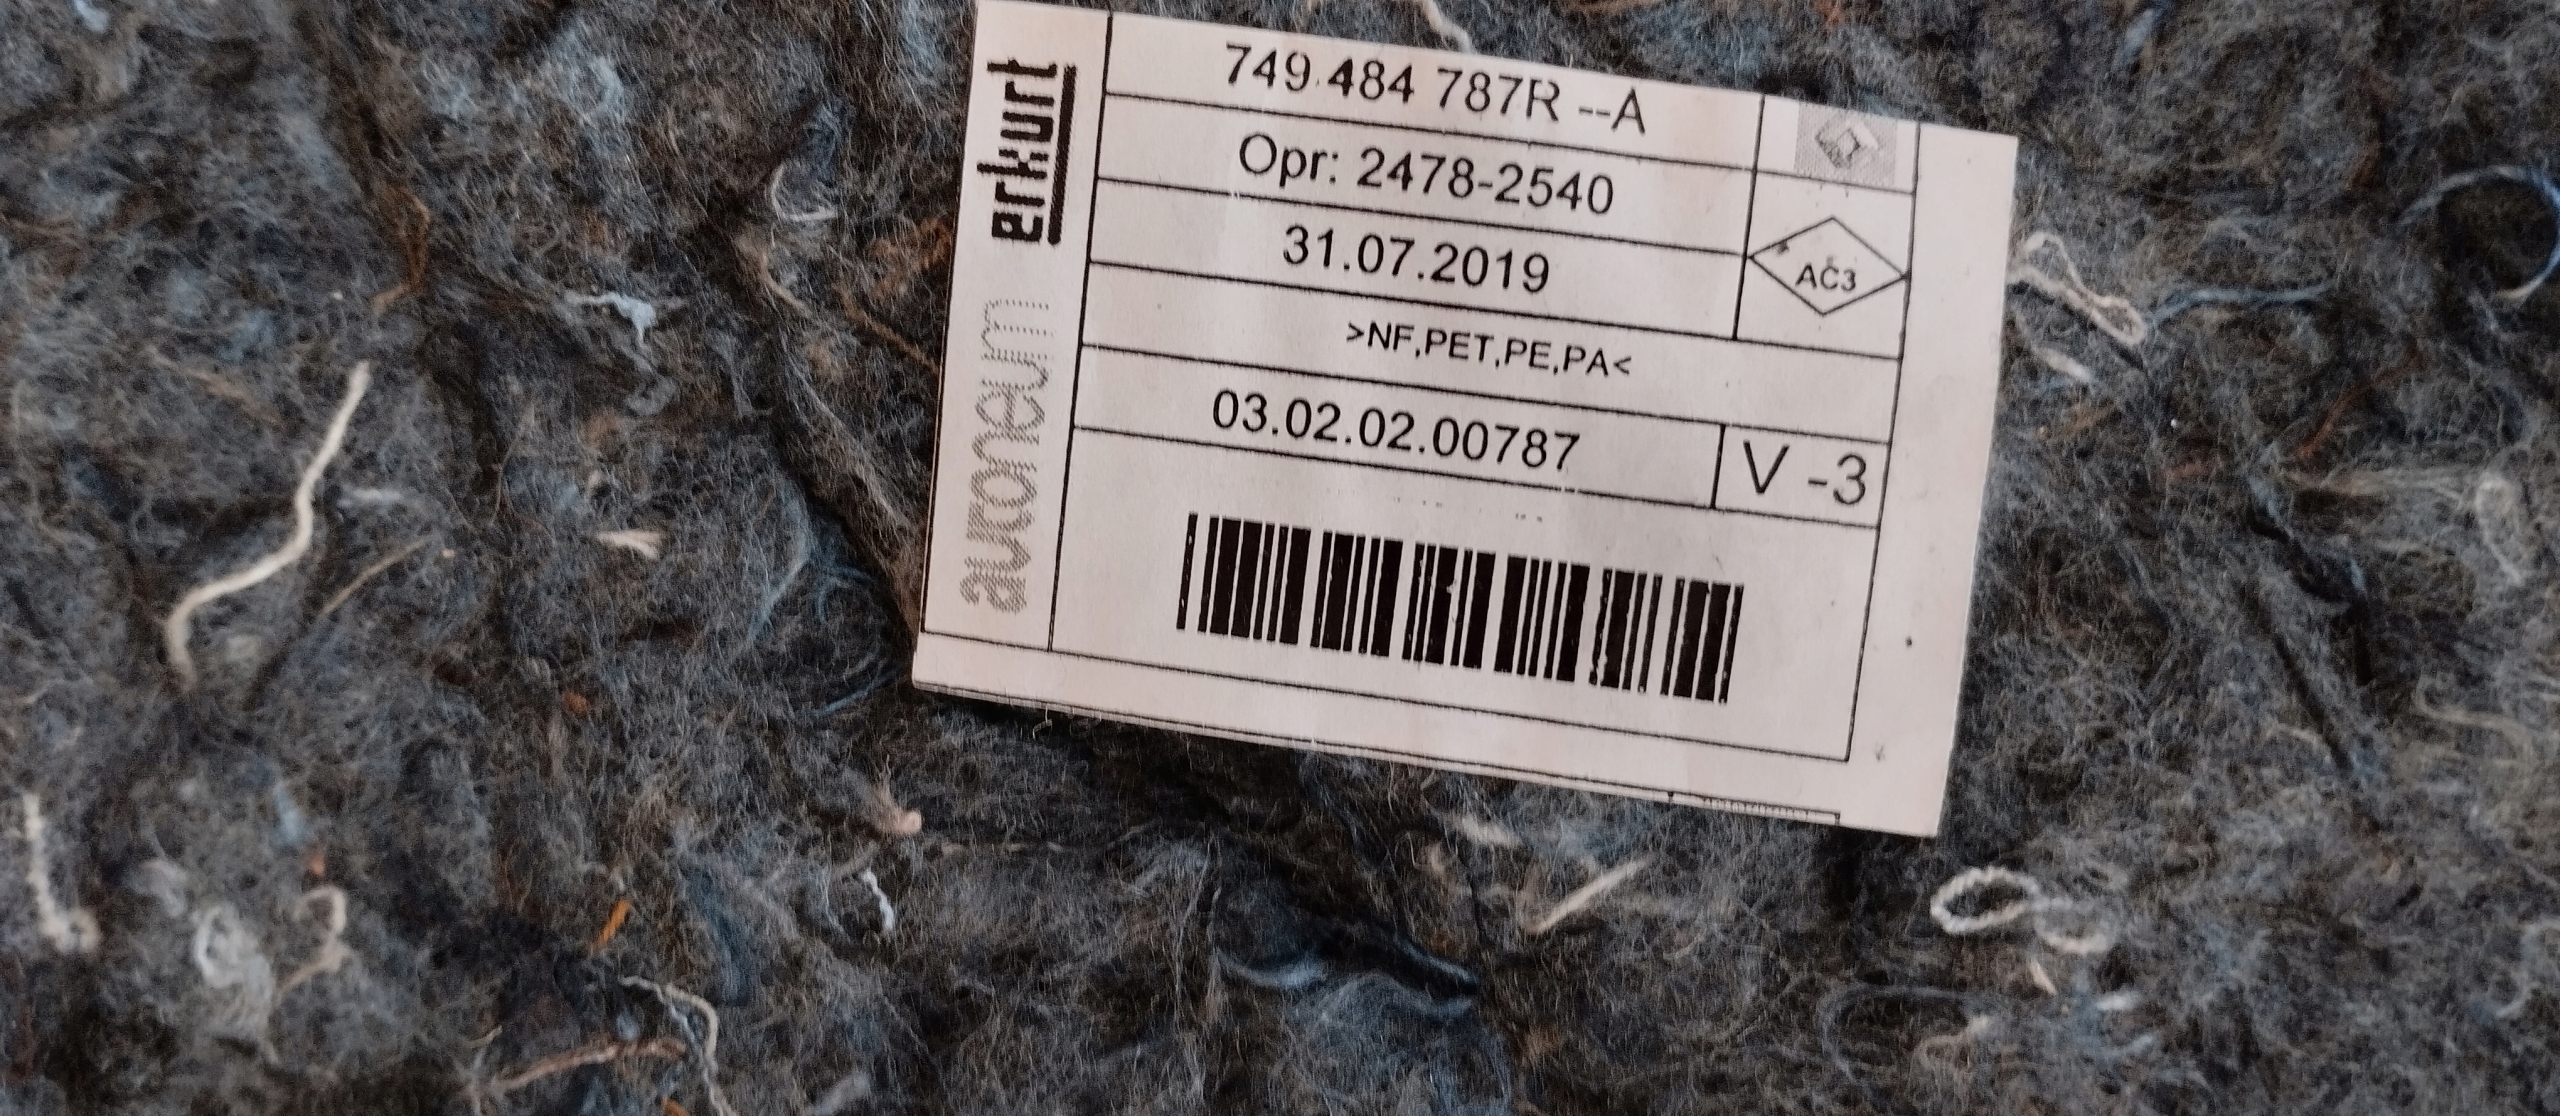 erkurt
autoneum
749 484 787R --A
Opr: 2478-2540
31.07.2019
AC3
>NF,PET,PE,PA<
03.02.02.00787
V -3